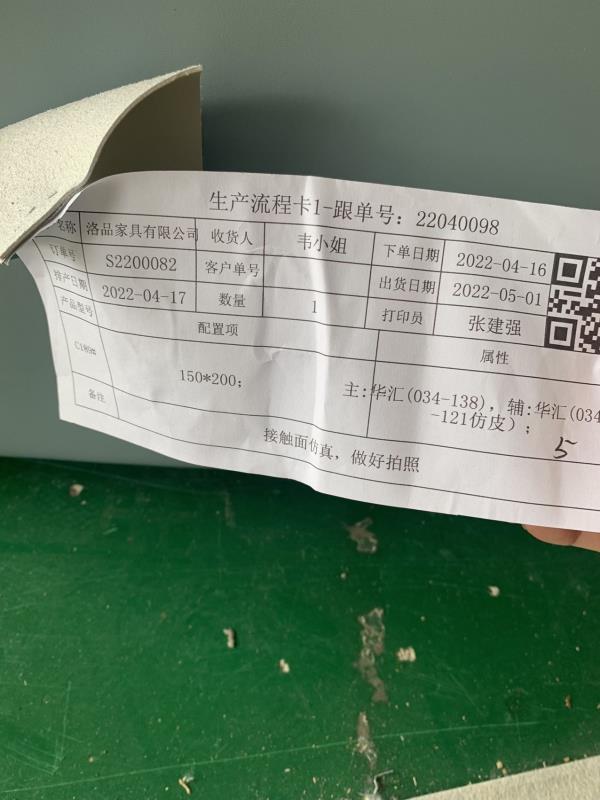 生产流程卡1-跟单号：22040098
名称 洛品家具有限公司 收货人 韦小姐 下单日期 2022-04-16
订单号 S2200082 客户单号 出货日期 2022-05-01
排产日期 2022-04-17 数量 1 打印员 张建强
产品型号 配置项 属性
150*200; 主:华汇(034-138), 辅:华汇(034
-121仿皮);
5
备注 接触面仿真，做好拍照